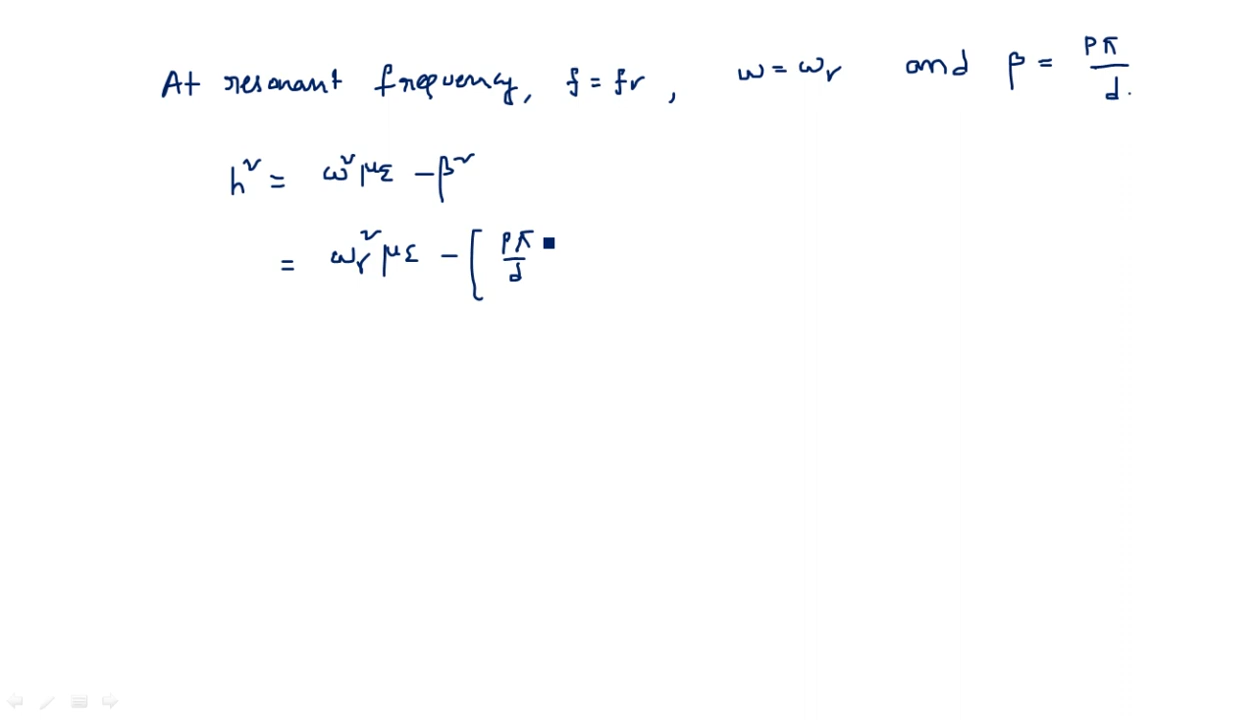 At resonant frequency, f = fr, ω = ωr and β = Pπ/d.
h² = ω²με - β²
= ωr²με - [Pπ/d